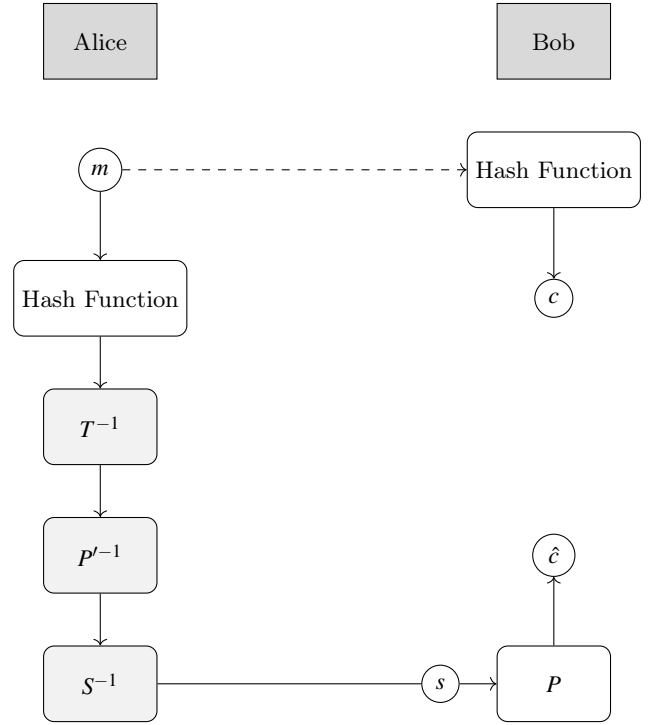 Alice
Bob
m
Hash Function
Hash Function
c
T⁻¹
P′⁻¹
ĉ
S⁻¹
s
P